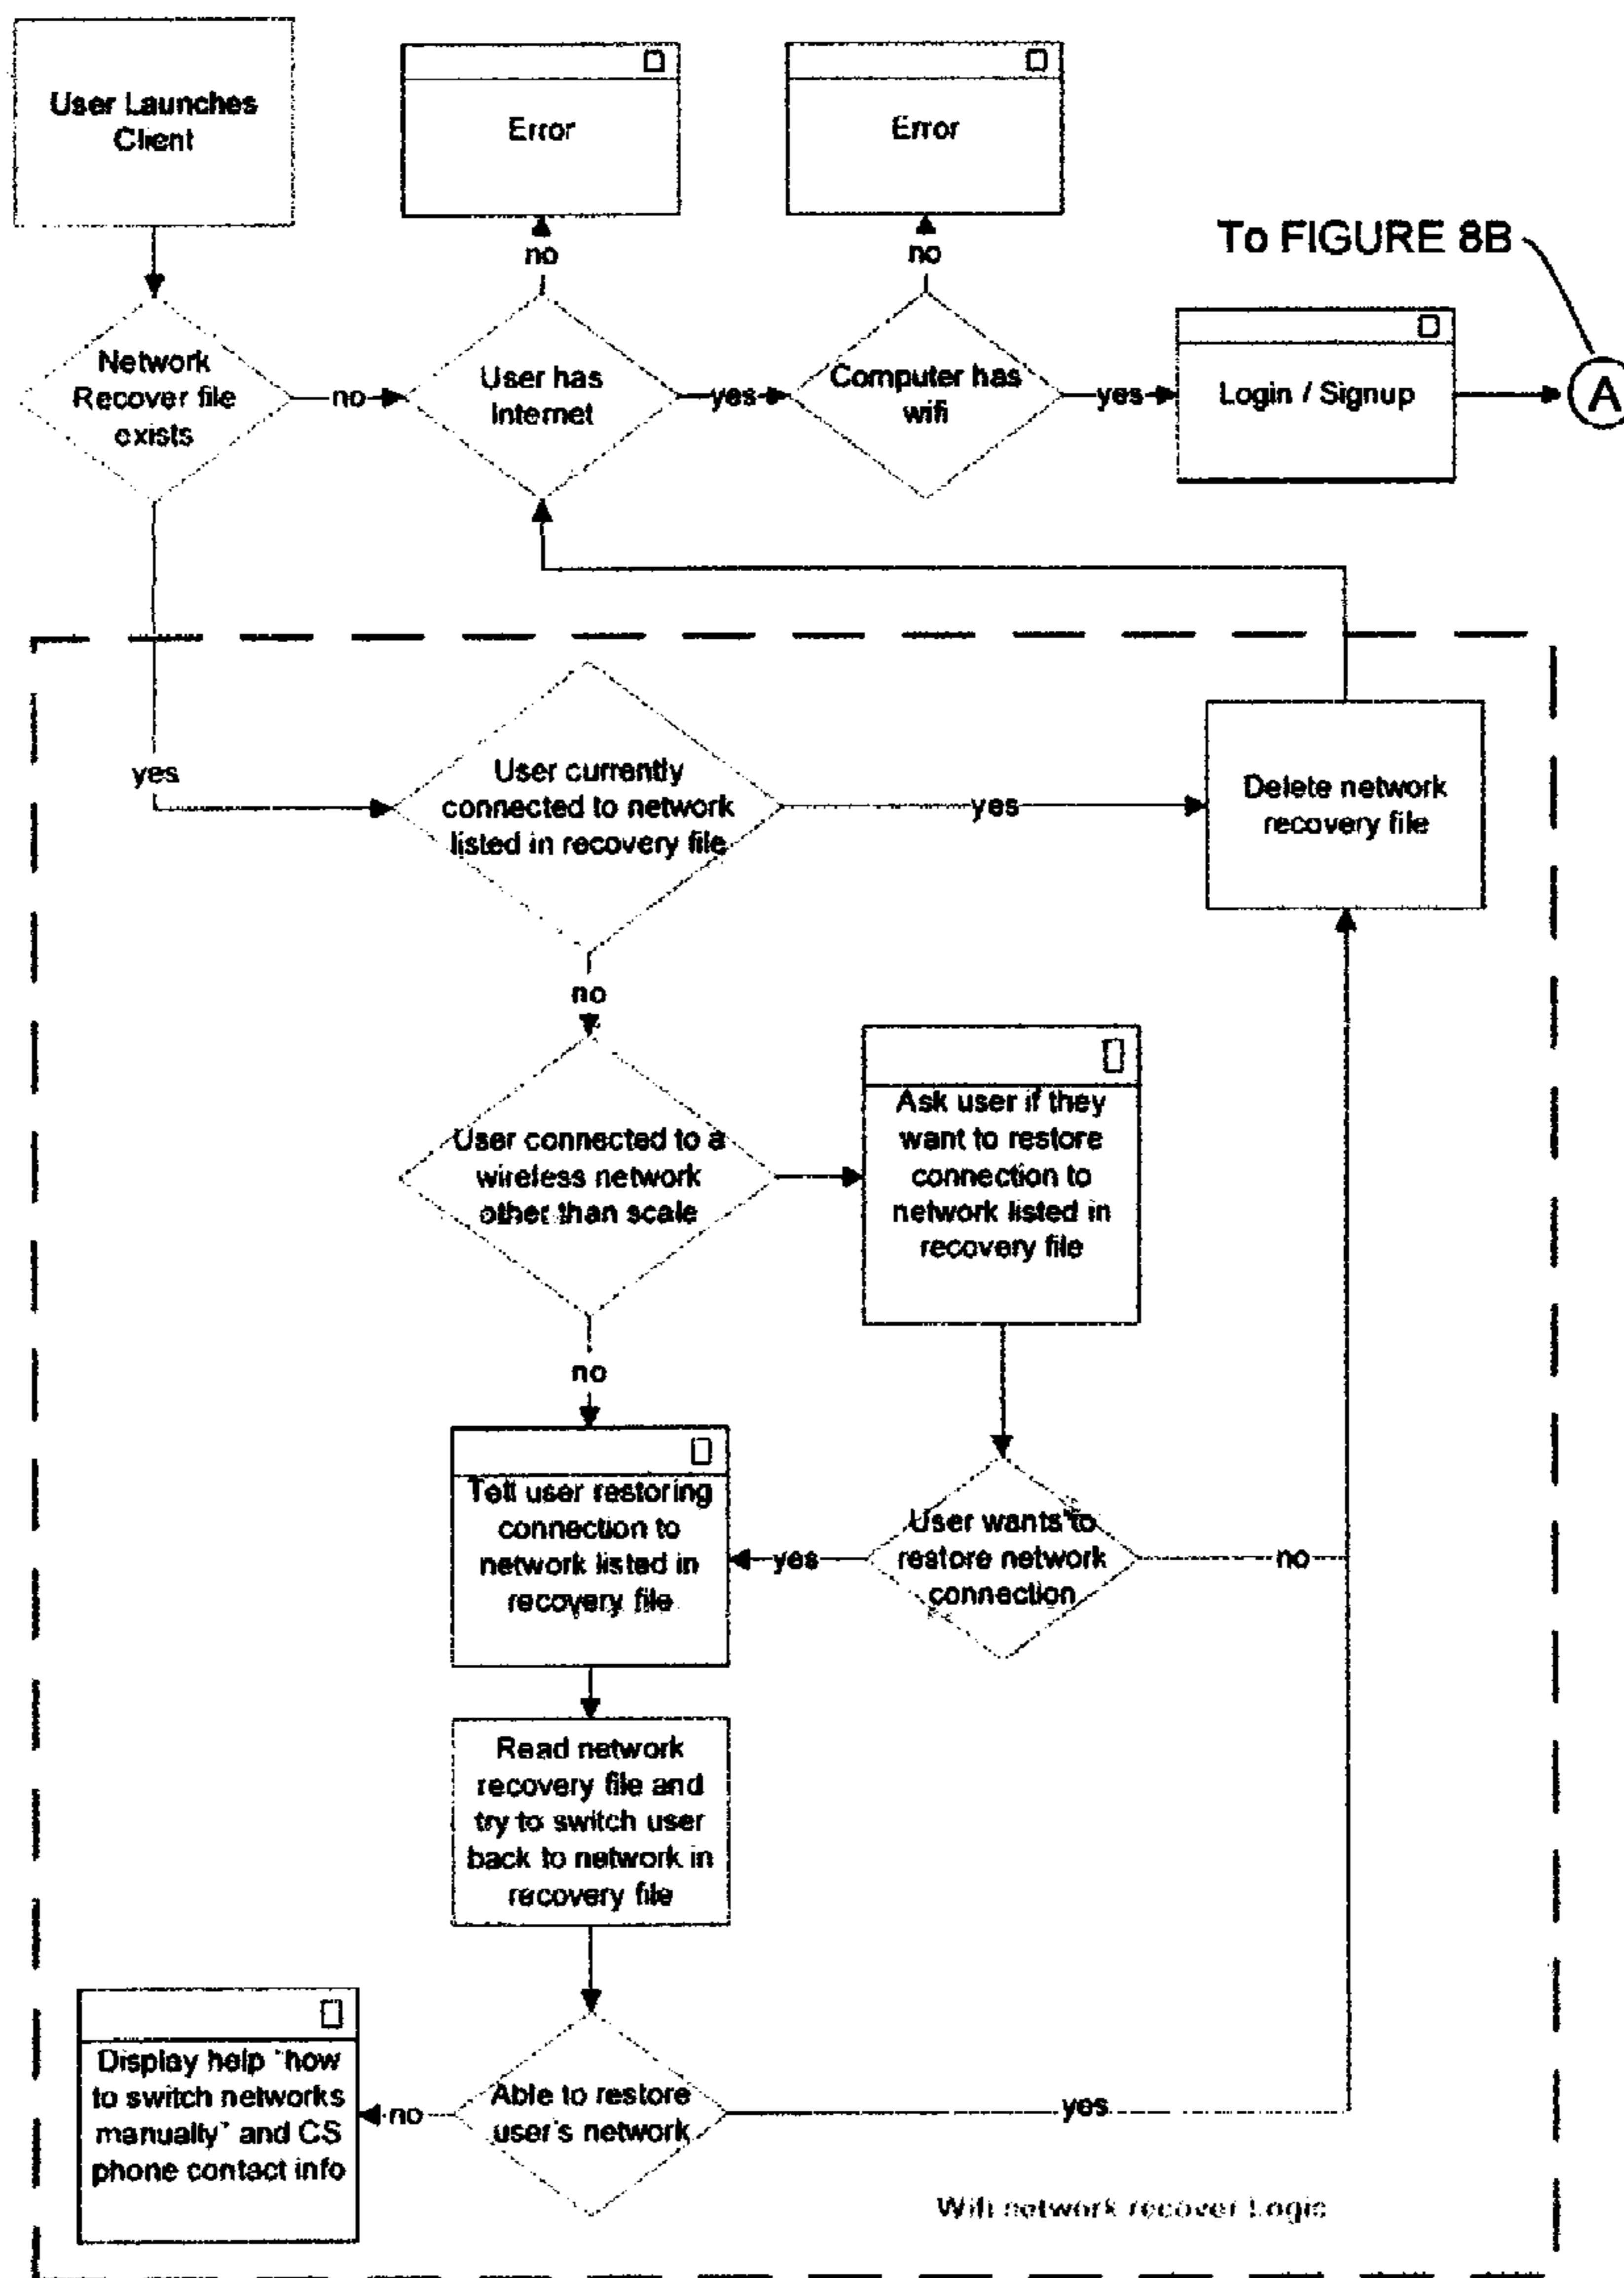 User Launches
Client
Error
Error
no
no
To FIGURE 8B
Network
Recover file
exists
no
User has
Internet
yes
Computer has
wifi
yes
Login / Signup
A
yes
User currently
connected to network
listed in recovery file
yes
Delete network
recovery file
no
User connected to a
wireless network
other than scale
Ask user if they
want to restore
connection to
network listed in
recovery file
no
Tell user restoring
connection to
network listed in
recovery file
yes
User wants to
restore network
connection
no
Read network
recovery file and
try to switch user
back to network in
recovery file
Display help "how
to switch networks
manually" and CS
phone contact info
no
Able to restore
user's network
yes
Wifi network recover Logic